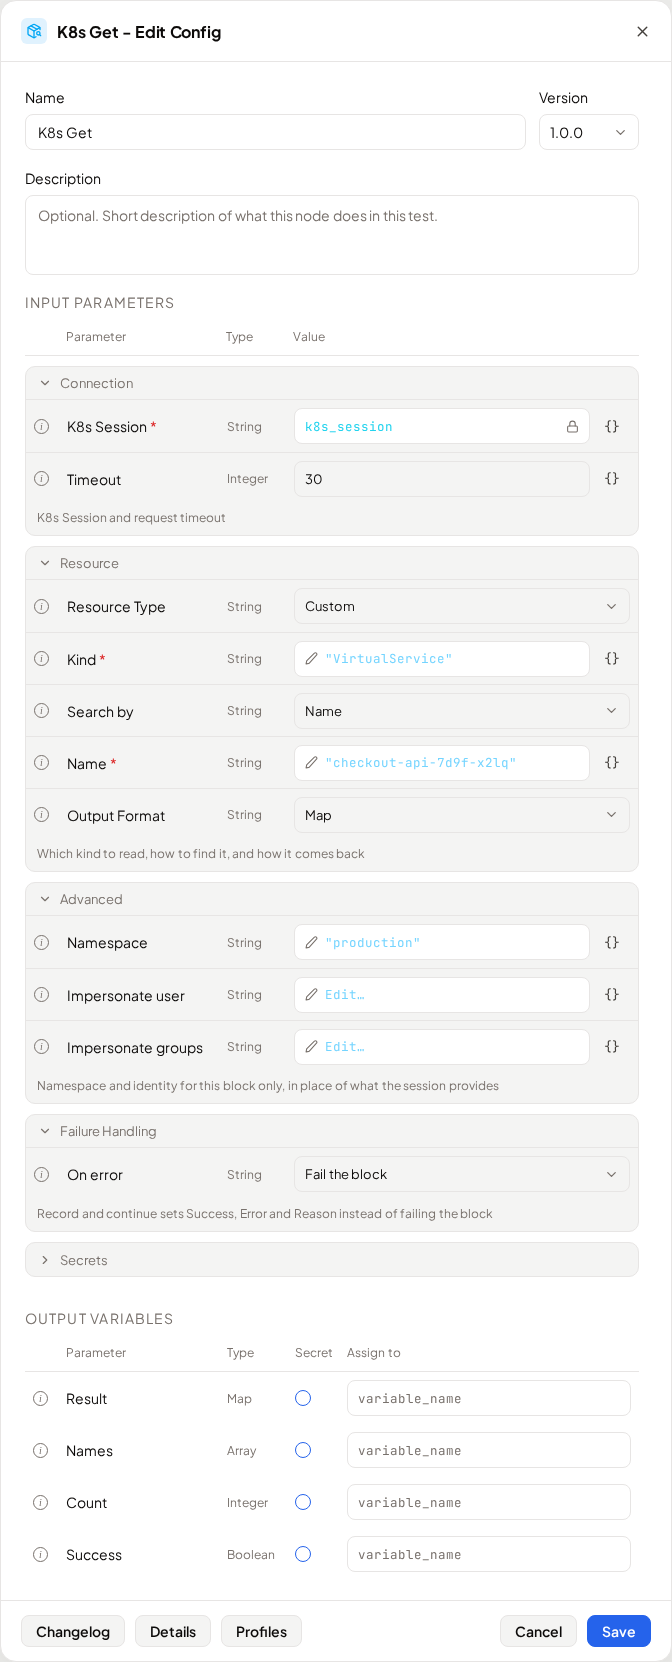 K8s Get - Edit Config
Name
Version
K8s Get
1.0.0
Description
Optional. Short description of what this node does in this test.
INPUT PARAMETERS
Parameter Type Value
Connection
K8s Session * String k8s_session {}
Timeout Integer 30 {}
K8s Session and request timeout
Resource
Resource Type String Custom
Kind * String "VirtualService" {}
Search by String Name
Name * String "checkout-api-7d9f-x2lq" {}
Output Format String Map
Which kind to read, how to find it, and how it comes back
Advanced
Namespace String "production" {}
Impersonate user String Edit… {}
Impersonate groups String Edit… {}
Namespace and identity for this block only, in place of what the session provides
Failure Handling
On error String Fail the block
Record and continue sets Success, Error and Reason instead of failing the block
Secrets
OUTPUT VARIABLES
Parameter Type Secret Assign to
Result Map variable_name
Names Array variable_name
Count Integer variable_name
Success Boolean variable_name
Changelog Details Profiles Cancel Save